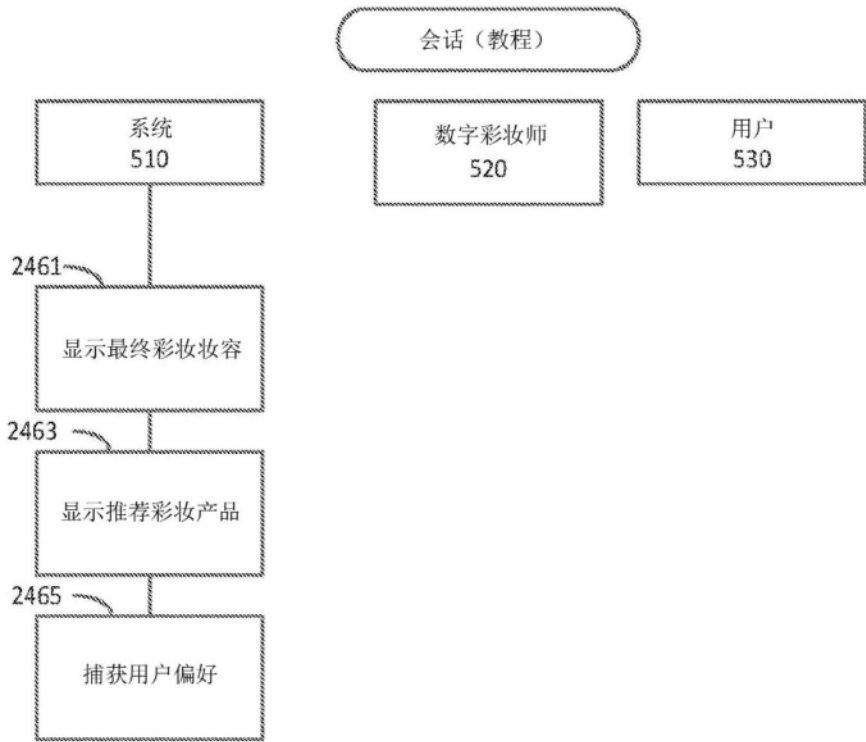 会话（教程）
系统
510
数字彩妆师
520
用户
530
2461
显示最终彩妆妆容
2463
显示推荐彩妆产品
2465
捕获用户偏好